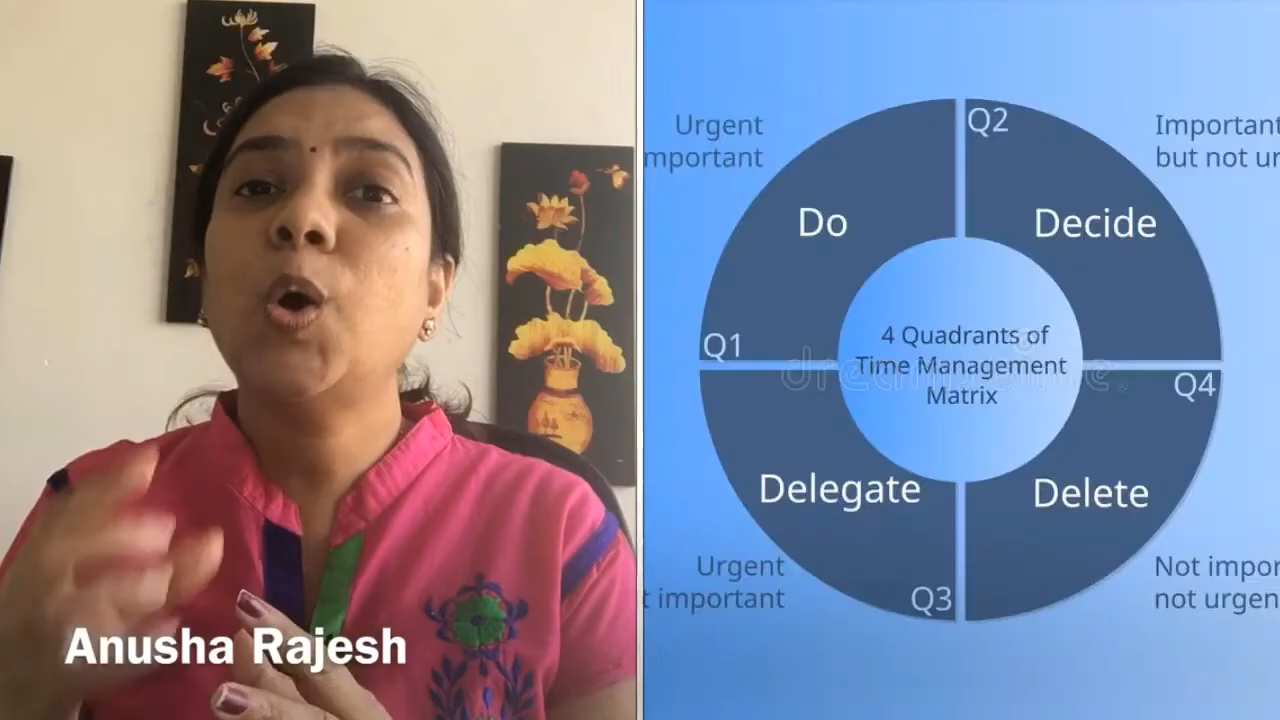 Anusha Rajesh
Urgent
mportant
Q2
Important
but not ur
Do
Decide
Q1
4 Quadrants of
Time Management
Matrix
Q4
Delegate
Delete
Urgent
t important
Q3
Not impor
not urgen